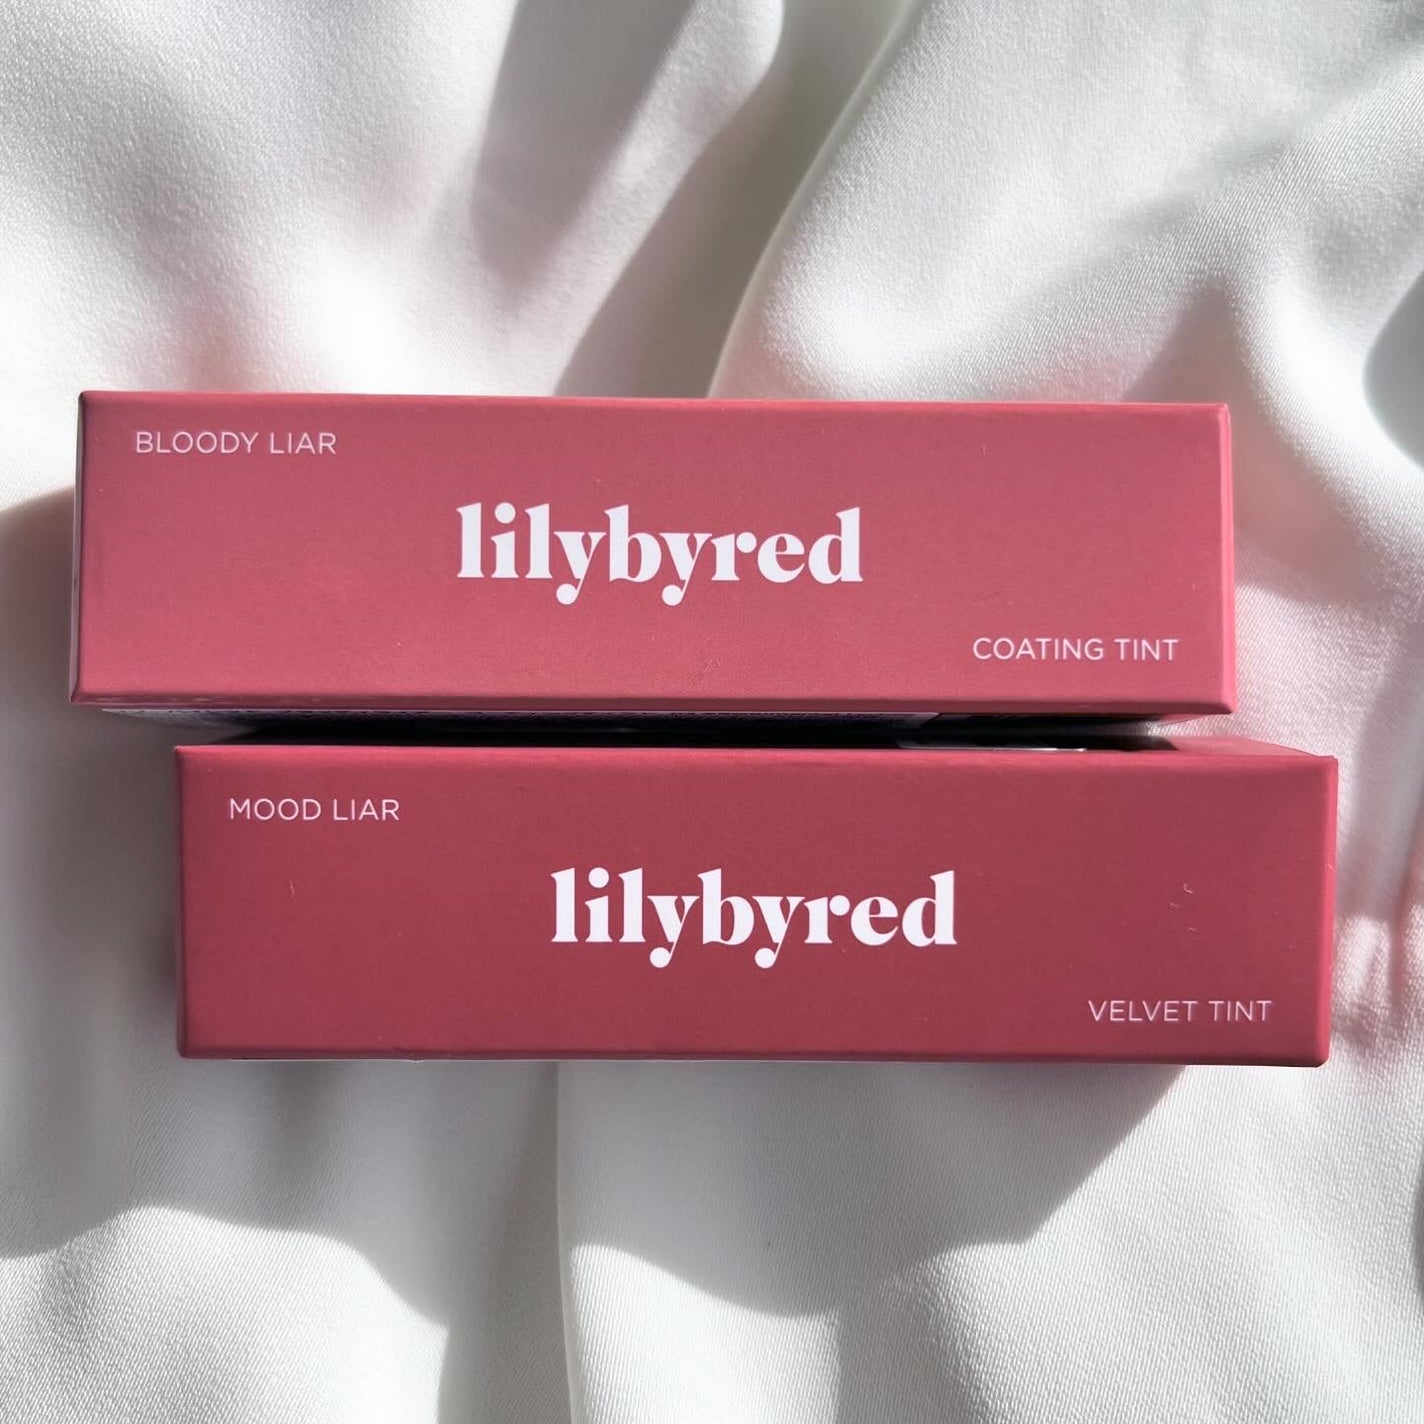 BLOODY LIAR
lilybyred
COATING TINT
MOOD LIAR
lilybyred
VELVET TINT